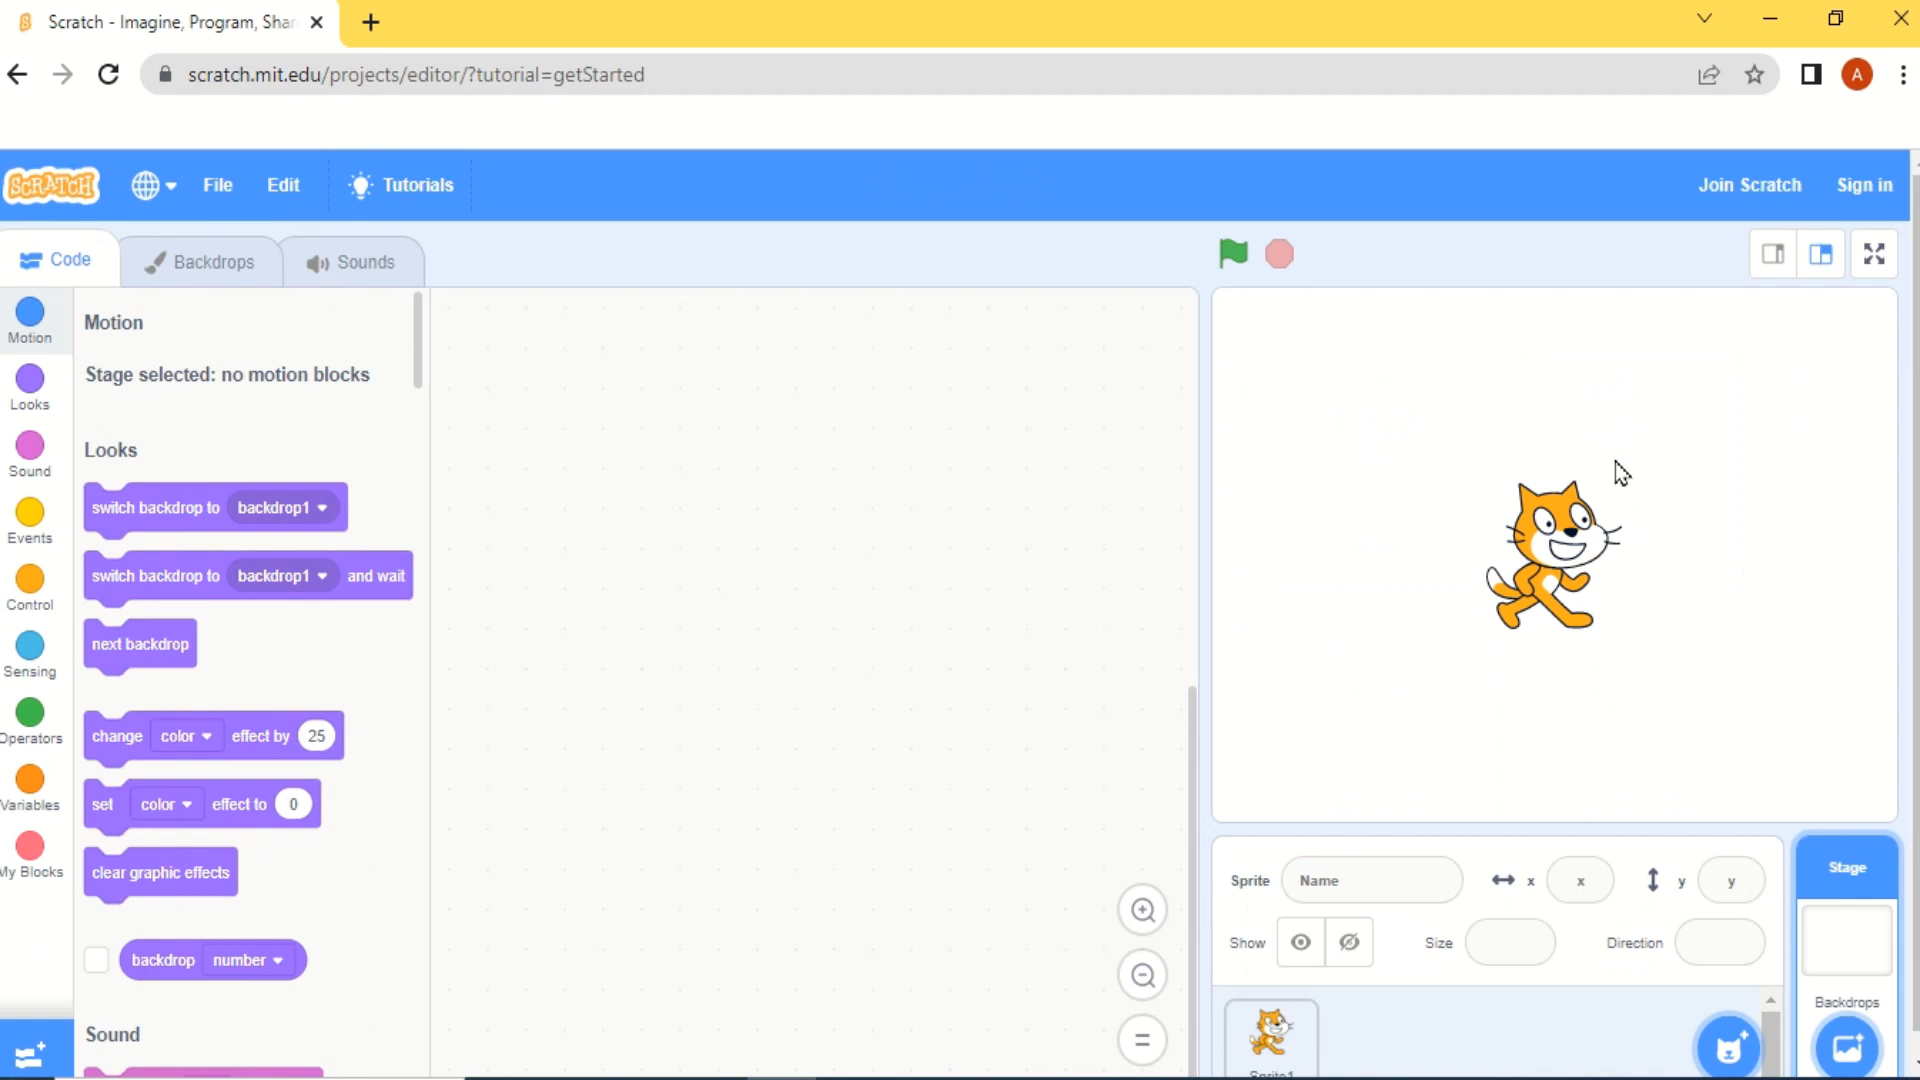 Scratch - Imagine, Program, Shar
scratch.mit.edu/projects/editor/?tutorial=getStarted
A
SCRATCH
File
Edit
Tutorials
Join Scratch
Sign in
Code
Backdrops
Sounds
Motion
Looks
Sound
Events
Control
Sensing
Operators
Variables
My Blocks
Motion
Stage selected: no motion blocks
Looks
switch backdrop to backdrop1
switch backdrop to backdrop1 and wait
next backdrop
change color effect by 25
set color effect to 0
clear graphic effects
backdrop number
Sound
Sprite Name x x y y
Show Size Direction
Sprite1
Stage
Backdrops